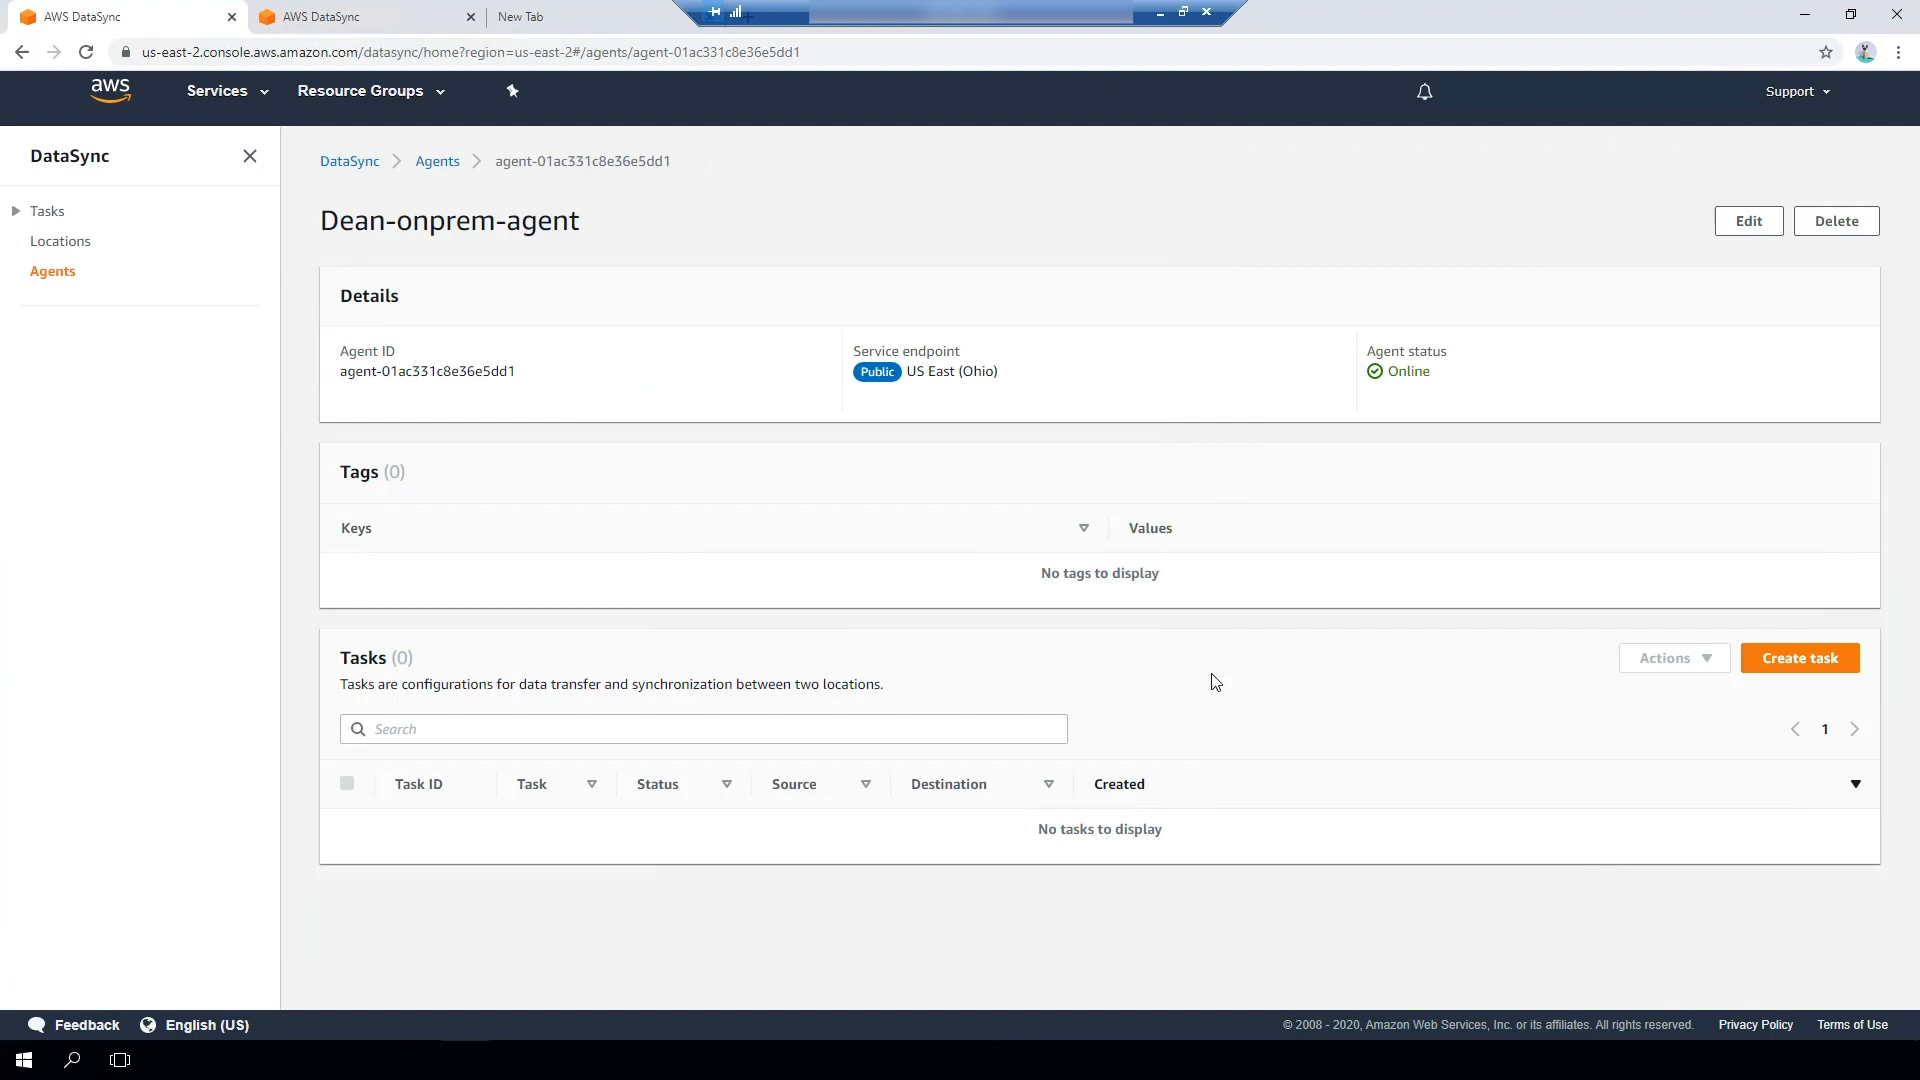 AWS DataSync
AWS DataSync
New Tab
us-east-2.console.aws.amazon.com/datasync/home?region=us-east-2#/agents/agent-01ac331c8e36e5dd1
aws
Services
Resource Groups
Support
DataSync
Tasks
Locations
Agents
DataSync
Agents
agent-01ac331c8e36e5dd1
Dean-onprem-agent
Edit
Delete
Details
Agent ID
agent-01ac331c8e36e5dd1
Service endpoint
Public US East (Ohio)
Agent status
Online
Tags (0)
Keys
Values
No tags to display
Tasks (0)
Tasks are configurations for data transfer and synchronization between two locations.
Actions
Create task
Search
1
Task ID
Task
Status
Source
Destination
Created
No tasks to display
Feedback
English (US)
© 2008 - 2020, Amazon Web Services, Inc. or its affiliates. All rights reserved.
Privacy Policy
Terms of Use